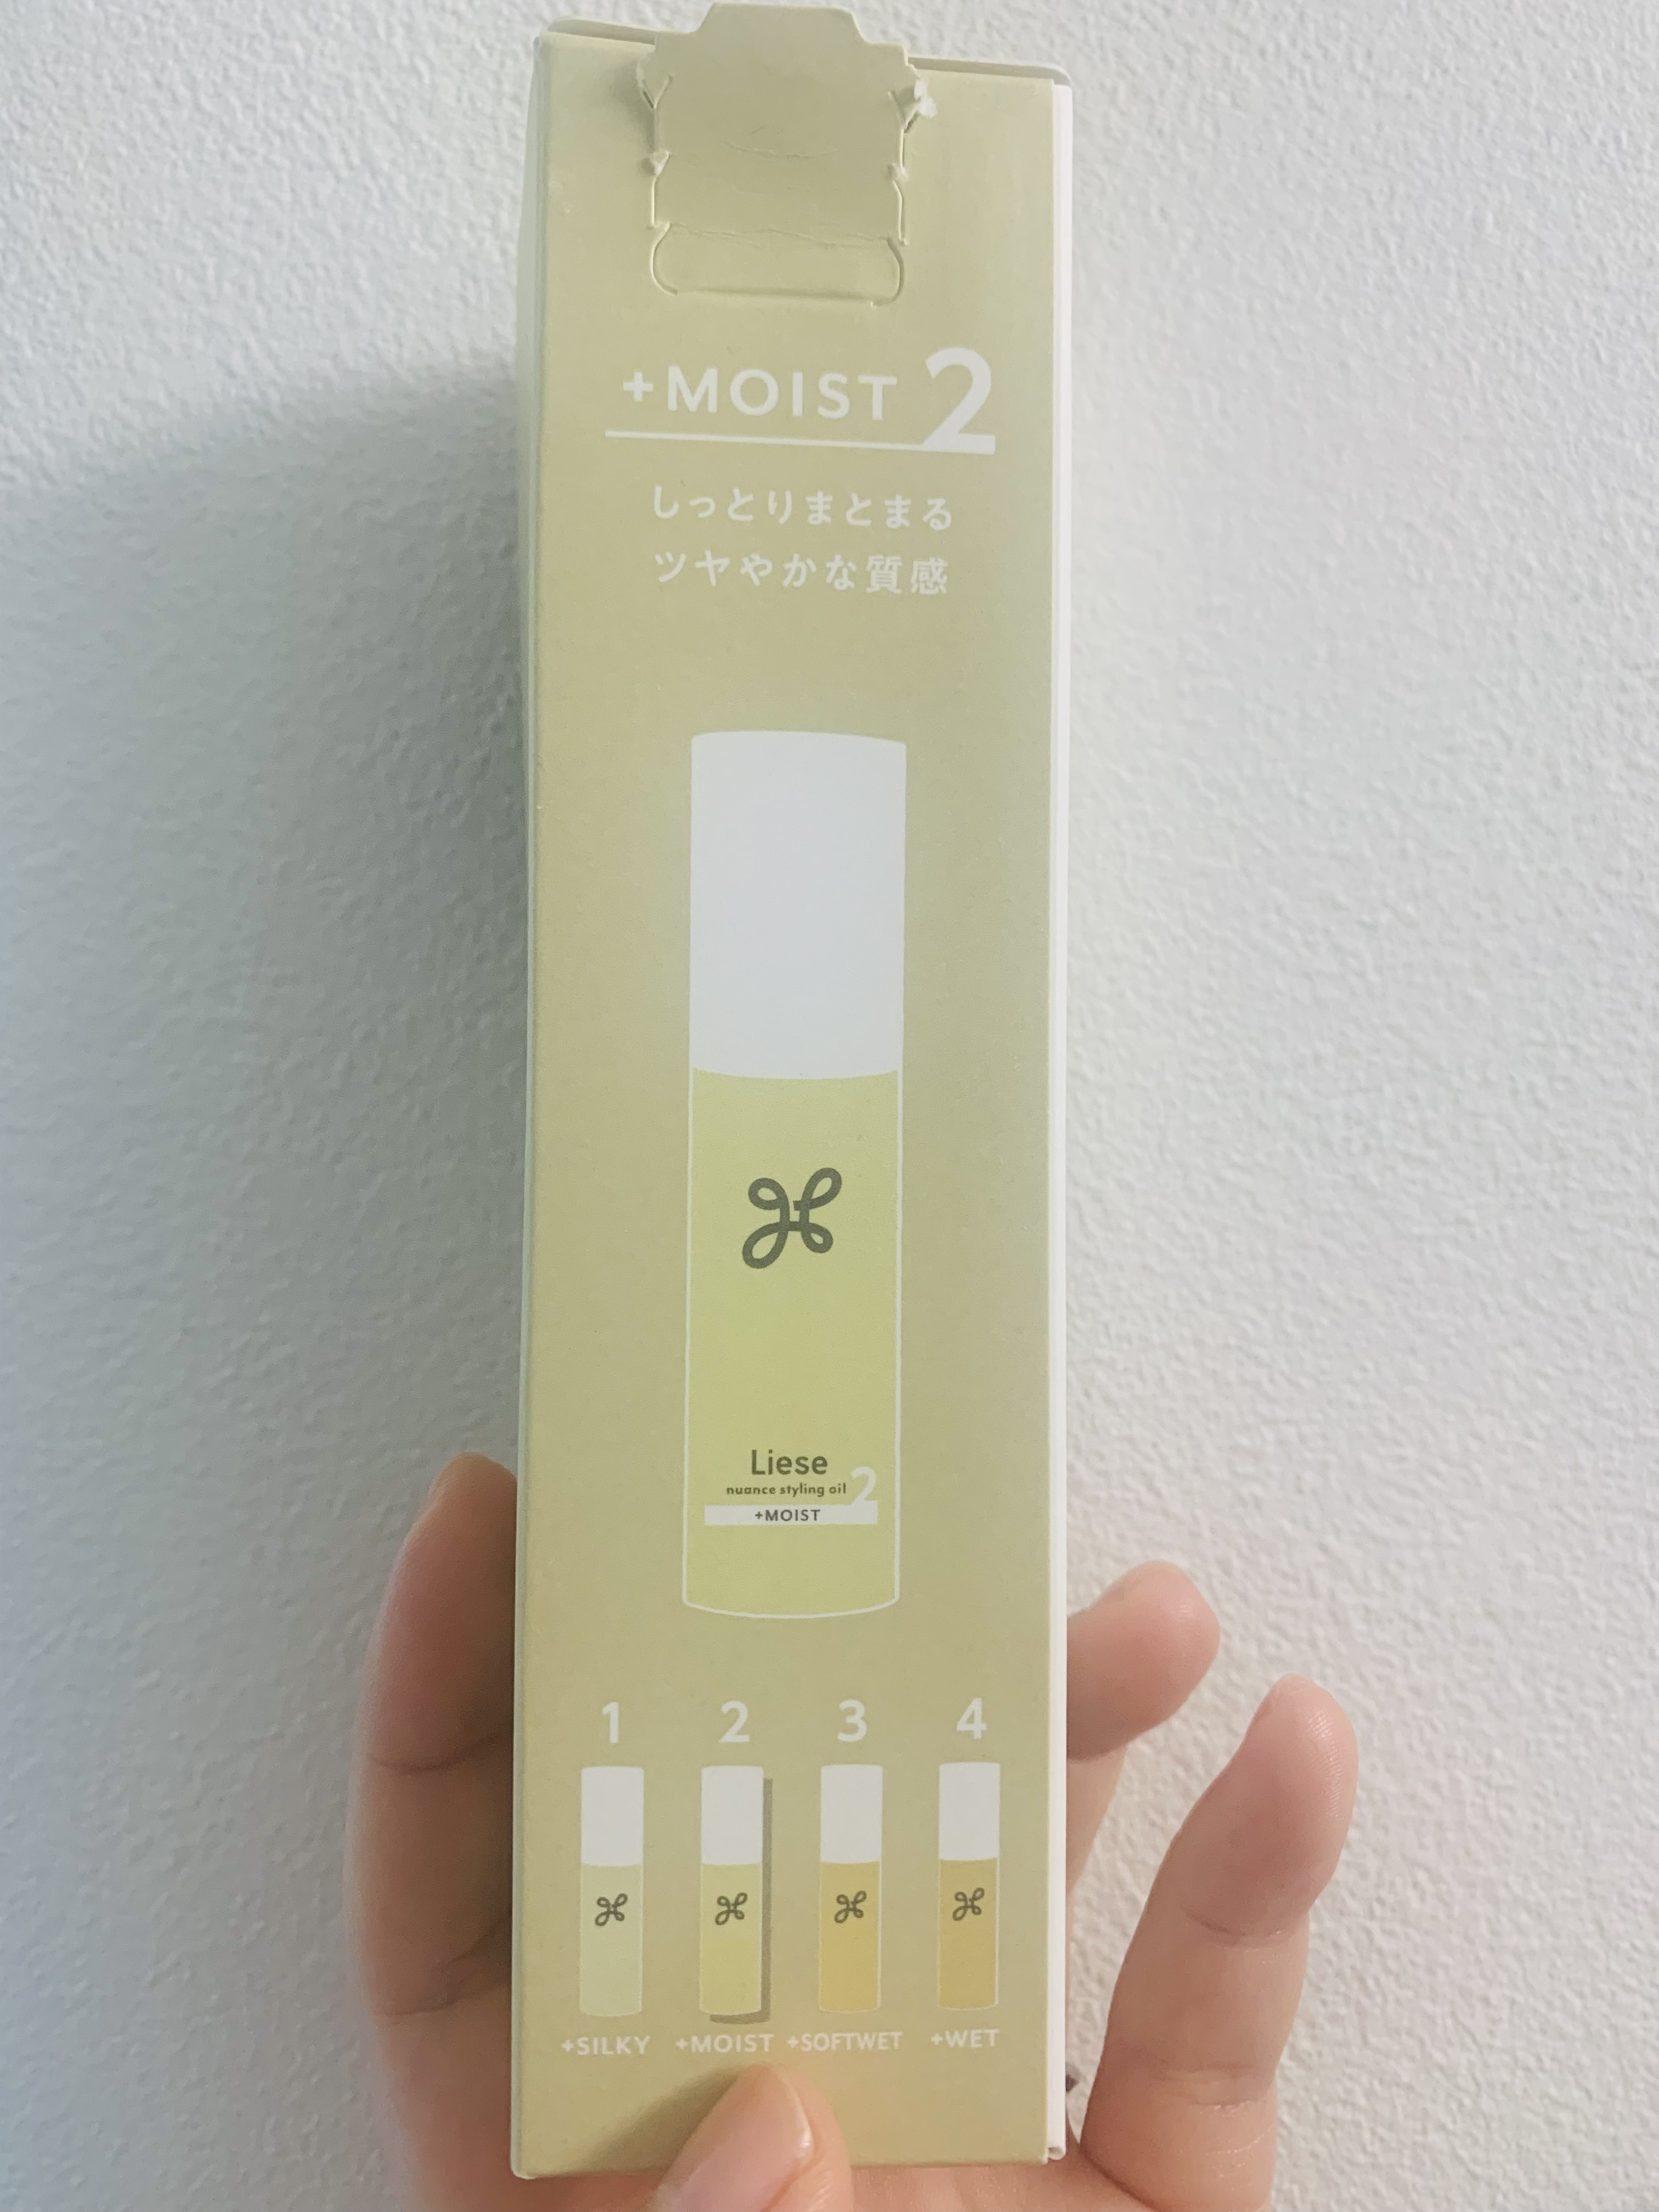 +MOIST 2
しっとりまとまる
ツヤやかな質感
Liese
nuance styling oil 2
+MOIST
1 2 3 4
+SILKY +MOIST +SOFTWET +WET